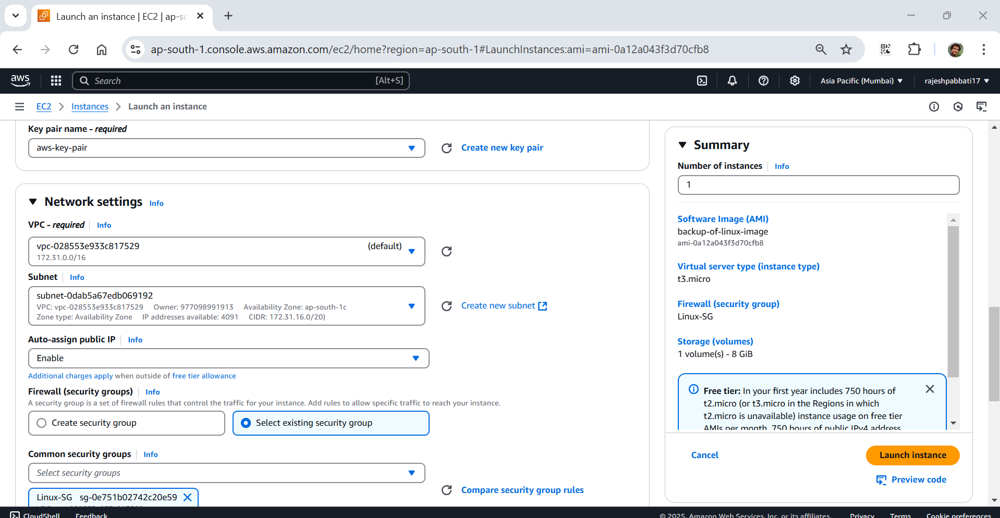 Launch an instance | EC2 | ap-so
ap-south-1.console.aws.amazon.com/ec2/home?region=ap-south-1#LaunchInstances:ami=ami-0a12a043f3d70cfb8
aws
Search [Alt+S]
Asia Pacific (Mumbai)
rajeshpabbati17
EC2 > Instances > Launch an instance
Key pair name - required
aws-key-pair
Create new key pair
Network settings Info
VPC - required Info
vpc-028553e933c817529 (default)
172.31.0.0/16
Subnet Info
subnet-0dab5a67edb069192
VPC: vpc-028553e933c817529 Owner: 977098991913 Availability Zone: ap-south-1c
Zone type: Availability Zone IP addresses available: 4091 CIDR: 172.31.16.0/20)
Create new subnet
Auto-assign public IP Info
Enable
Additional charges apply when outside of free tier allowance
Firewall (security groups) Info
A security group is a set of firewall rules that control the traffic for your instance. Add rules to allow specific traffic to reach your instance.
Create security group
Select existing security group
Common security groups Info
Select security groups
Linux-SG sg-0e751b02742c20e59
Compare security group rules
Summary
Number of instances Info
1
Software Image (AMI)
backup-of-linux-image
ami-0a12a043f3d70cfb8
Virtual server type (instance type)
t3.micro
Firewall (security group)
Linux-SG
Storage (volumes)
1 volume(s) - 8 GiB
Free tier: In your first year includes 750 hours of
t2.micro (or t3.micro in the Regions in which
t2.micro is unavailable) instance usage on free tier
AMIs per month, 750 hours of public IPv4 address
Cancel
Launch instance
Preview code
CloudShell Feedback
© 2025, Amazon Web Services, Inc. or its affiliates. Privacy Terms Cookie preferences